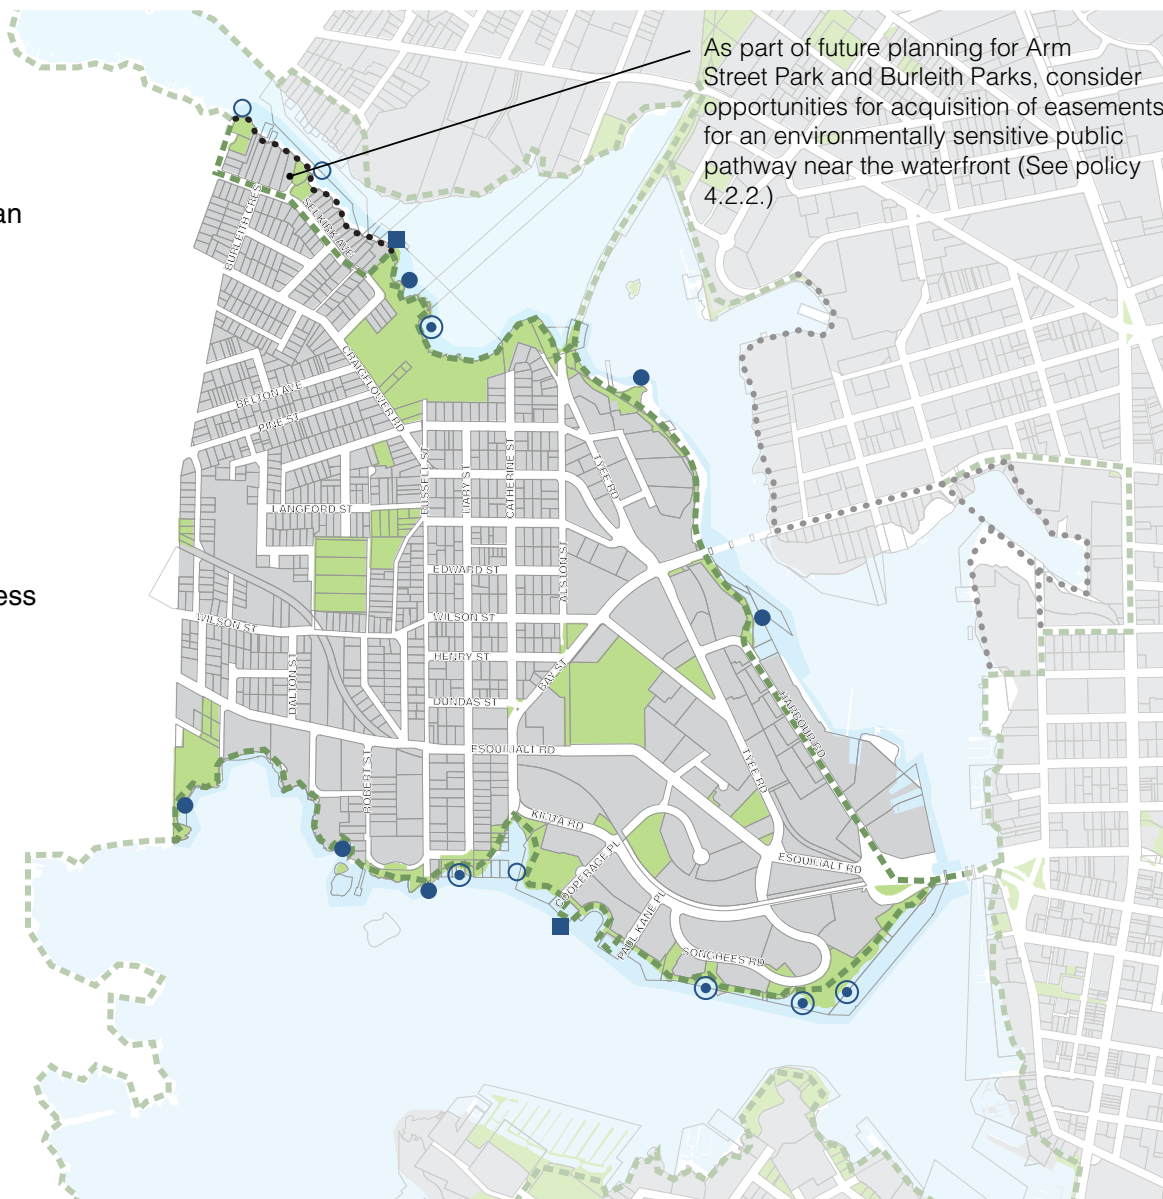 As part of future planning for Arm
Street Park and Burleith Parks, consider
opportunities for acquisition of easements
for an environmentally sensitive public
pathway near the waterfront (See policy
4.2.2.)
an
ess
BURLEITH CRES
SELKIRK AVE
CRAIGFLOWER RD
BELTON AVE
PINE ST
RUSSELL ST
MARY ST
CATHERINE ST
TYEE RD
LANGFORD ST
EDWARD ST
ALSTON ST
WILSON ST
WILSON ST
HENRY ST
DALTON ST
BAY ST
DUNDAS ST
HARBOUR RD
ESQUIMALT RD
TYEE RD
ROBERT ST
KIMTA RD
COOPERAGE PL
ESQUIMALT RD
PAUL KANE PL
SONGHEES RD